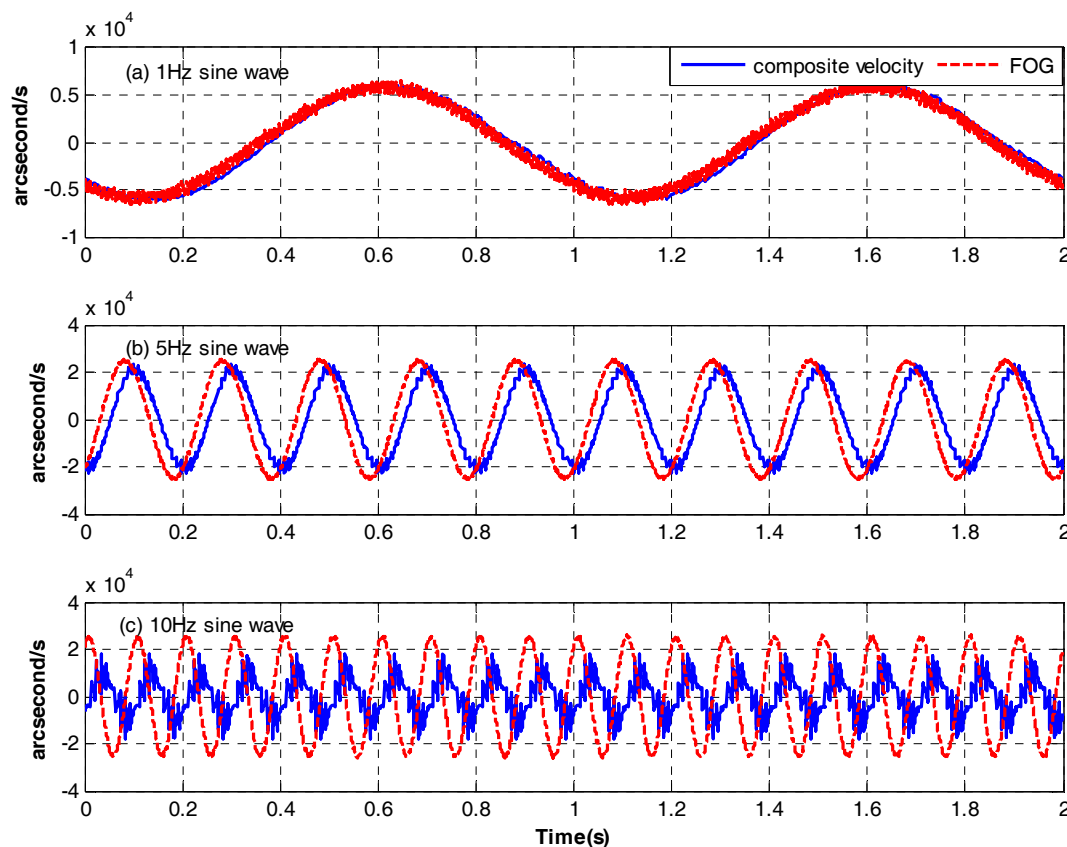 x 10^4
1
0.5
0
-0.5
-1
arcsecond/s
(a) 1Hz sine wave
composite velocity
FOG
0 0.2 0.4 0.6 0.8 1 1.2 1.4 1.6 1.8 2
x 10^4
4
2
0
-2
-4
arcsecond/s
(b) 5Hz sine wave
0 0.2 0.4 0.6 0.8 1 1.2 1.4 1.6 1.8 2
x 10^4
4
2
0
-2
-4
arcsecond/s
(c) 10Hz sine wave
0 0.2 0.4 0.6 0.8 1 1.2 1.4 1.6 1.8 2
Time(s)